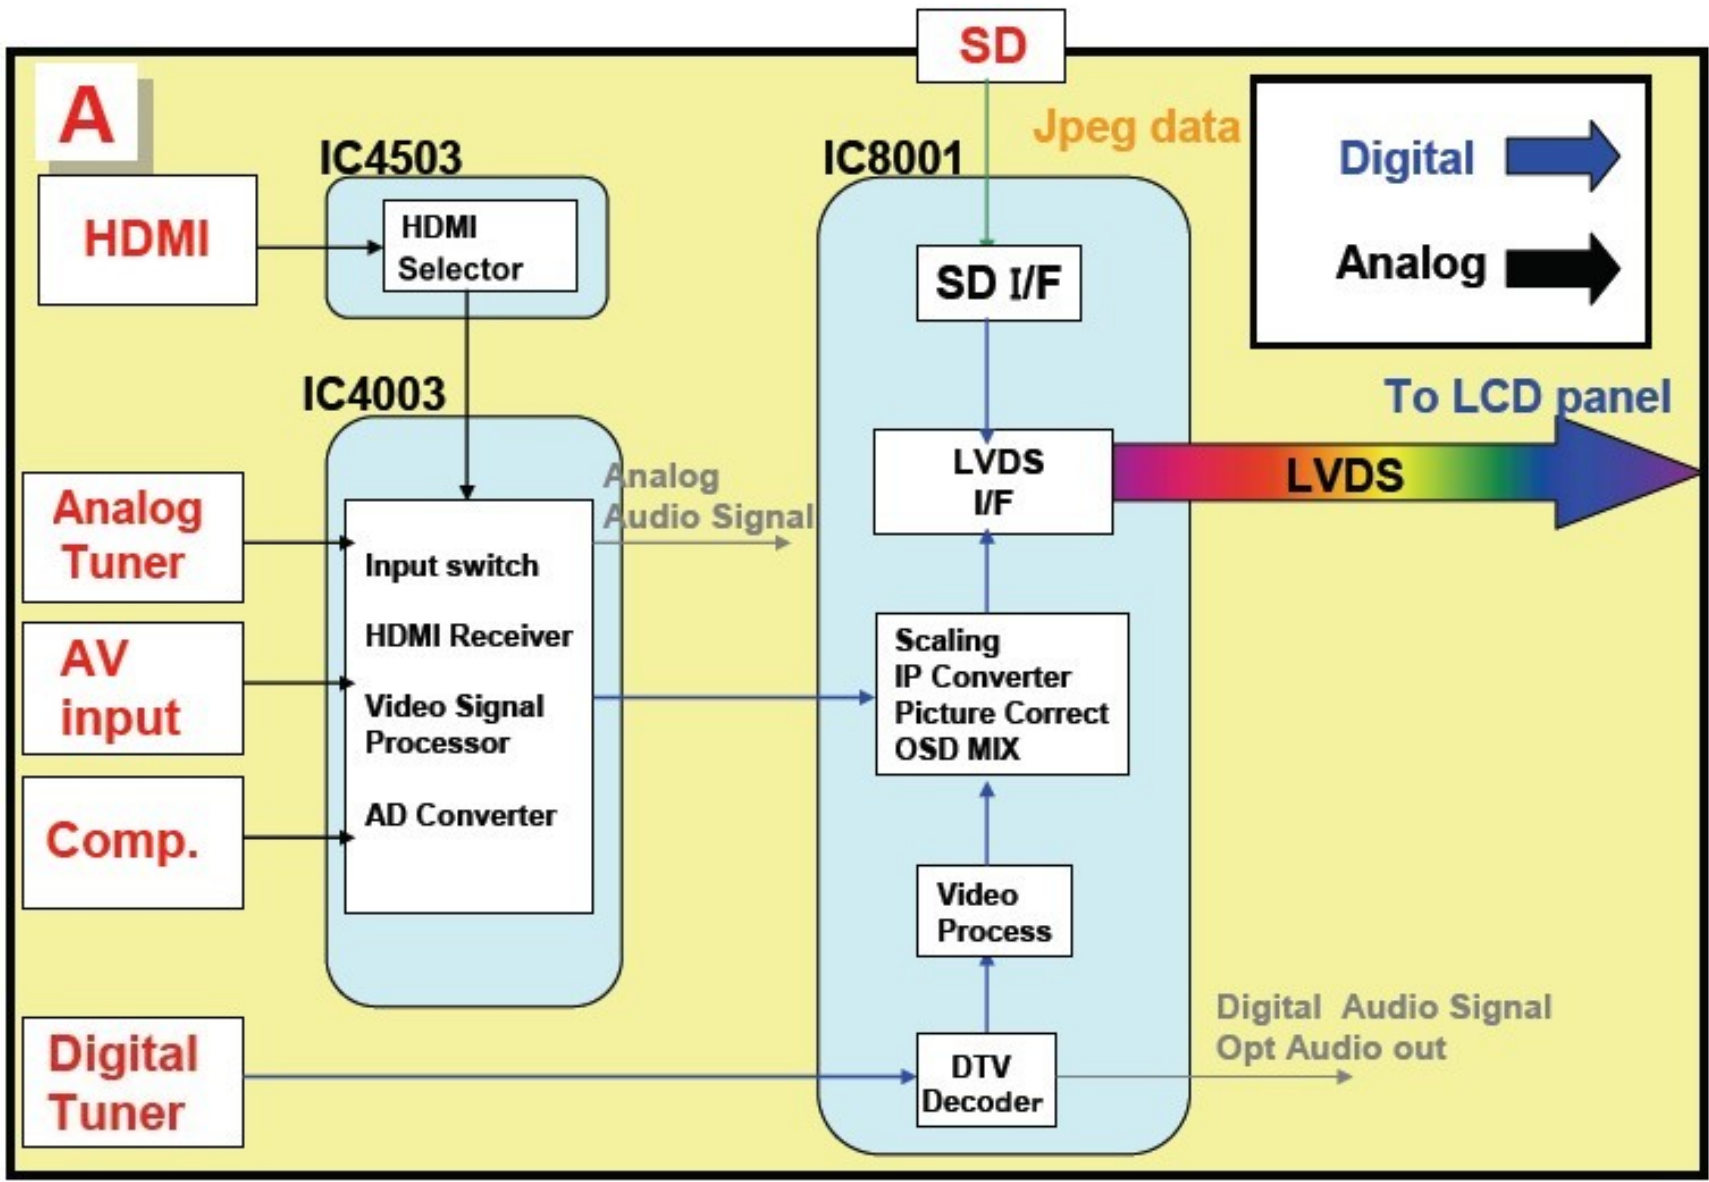 SD
A
Jpeg data
Digital
Analog
IC4503
IC8001
HDMI
HDMI
Selector
SD I/F
IC4003
To LCD panel
LVDS
I/F
LVDS
Analog
Audio Signal
Analog
Tuner
Input switch
HDMI Receiver
Video Signal
Processor
AD Converter
AV
input
Scaling
IP Converter
Picture Correct
OSD MIX
Comp.
Video
Process
Digital Audio Signal
Opt Audio out
Digital
Tuner
DTV
Decoder